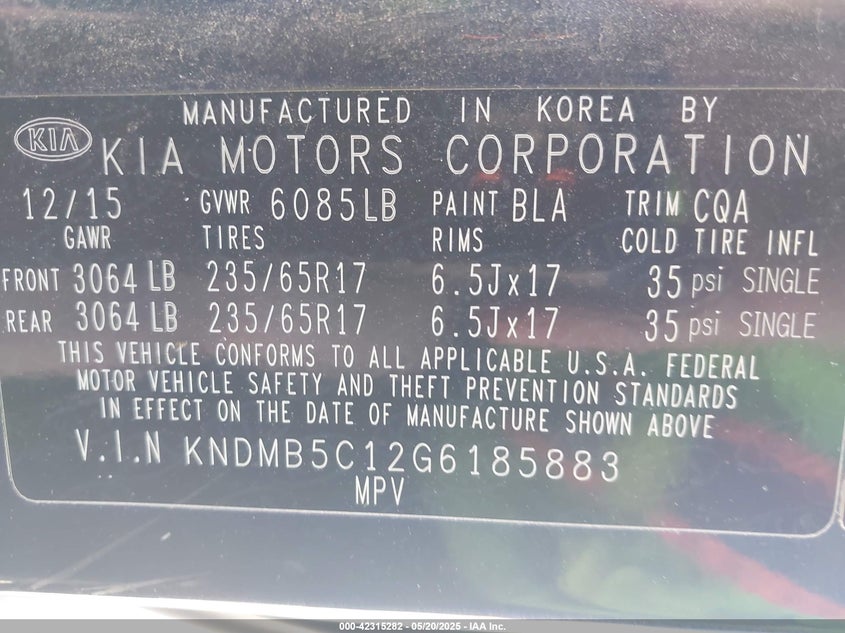 MANUFACTURED IN KOREA BY
KIA KIA MOTORS CORPORATION
12/15 GVWR 6085LB PAINT BLA TRIM CQA
GAWR TIRES RIMS COLD TIRE INFL
FRONT 3064 LB 235/65R17 6.5Jx17 35 psi SINGLE
REAR 3064 LB 235/65R17 6.5Jx17 35 psi SINGLE
THIS VEHICLE CONFORMS TO ALL APPLICABLE U.S.A. FEDERAL
MOTOR VEHICLE SAFETY AND THEFT PREVENTION STANDARDS
IN EFFECT ON THE DATE OF MANUFACTURE SHOWN ABOVE
V.I.N KNDMB5C12G6185883
MPV
000-42315282 - 05/20/2025 - IAA Inc.